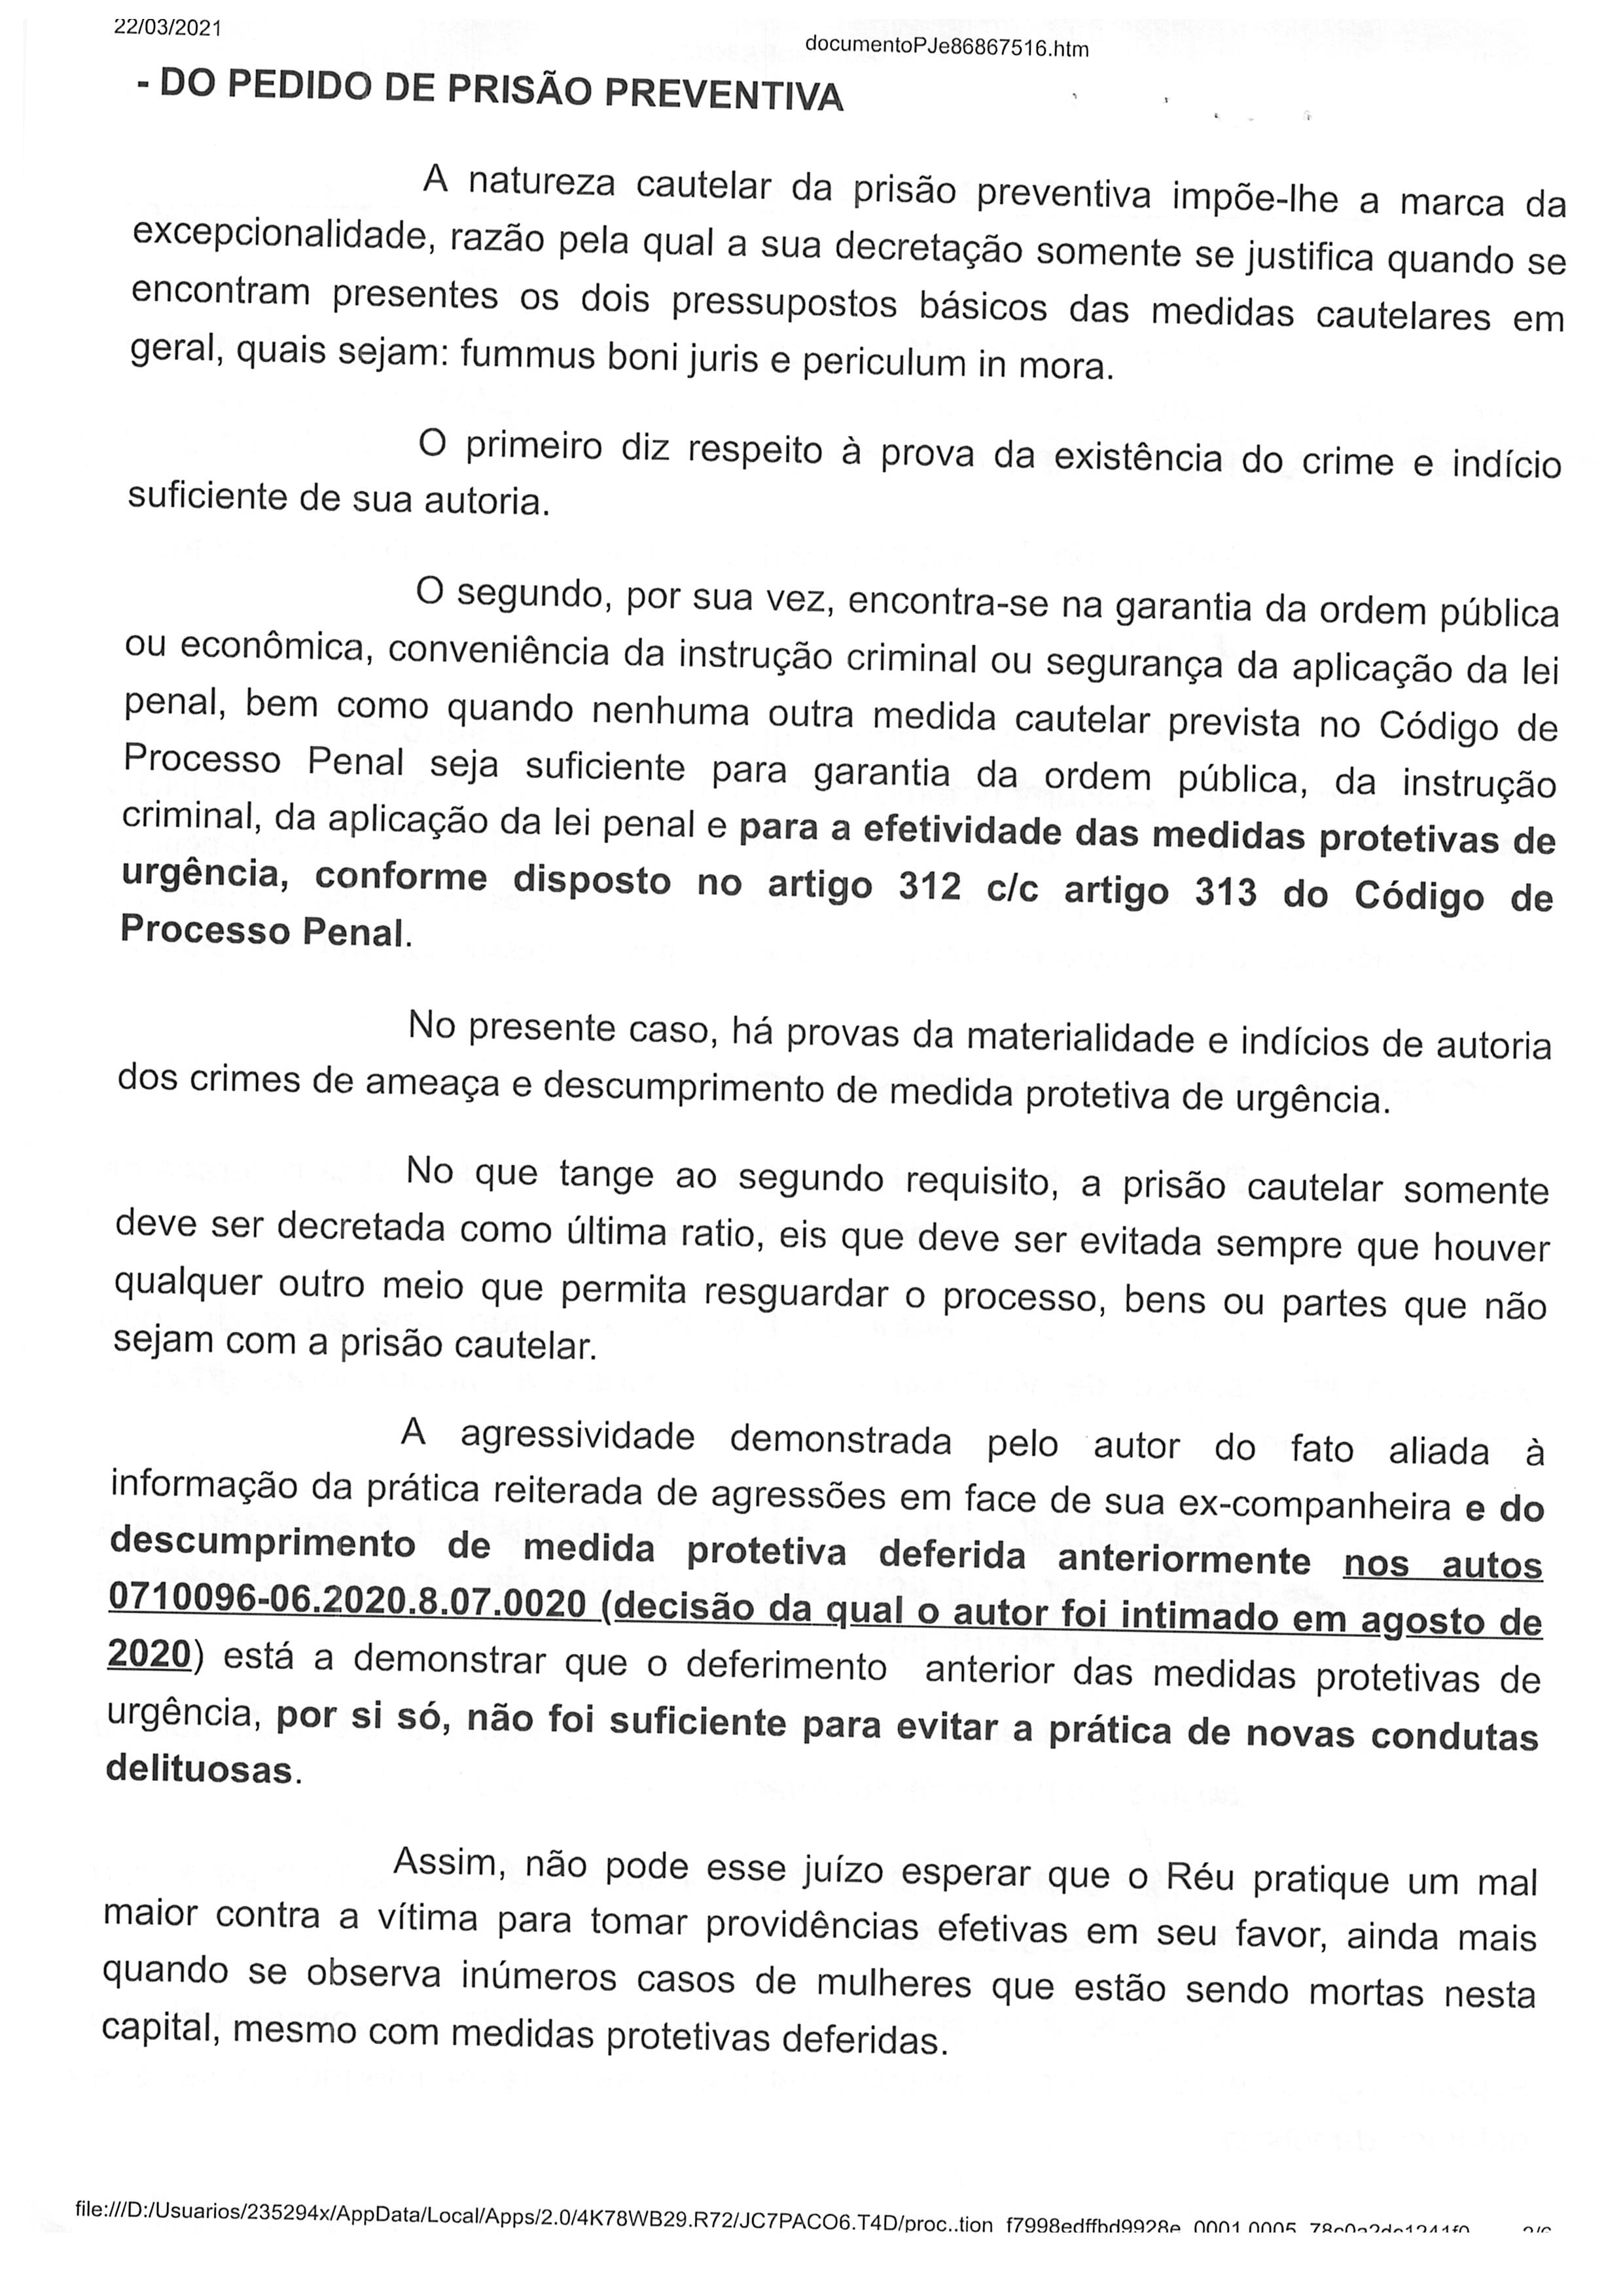 22/03/2021
documentoPJe86867516.htm
- DO PEDIDO DE PRISÃO PREVENTIVA
A natureza cautelar da prisão preventiva impõe-lhe a marca da
excepcionalidade, razão pela qual a sua decretação somente se justifica quando se
encontram presentes os dois pressupostos básicos das medidas cautelares em
geral, quais sejam: fummus boni juris e periculum in mora.
O primeiro diz respeito à prova da existência do crime e indício
suficiente de sua autoria.
O segundo, por sua vez, encontra-se na garantia da ordem pública
ou econômica, conveniência da instrução criminal ou segurança da aplicação da lei
penal, bem como quando nenhuma outra medida cautelar prevista no Código de
Processo Penal seja suficiente para garantia da ordem pública, da instrução
criminal, da aplicação da lei penal e para a efetividade das medidas protetivas de
urgência, conforme disposto no artigo 312 c/c artigo 313 do Código de
Processo Penal.
No presente caso, há provas da materialidade e indícios de autoria
dos crimes de ameaça e descumprimento de medida protetiva de urgência.
No que tange ao segundo requisito, a prisão cautelar somente
deve ser decretada como última ratio, eis que deve ser evitada sempre que houver
qualquer outro meio que permita resguardar o processo, bens ou partes que não
sejam com a prisão cautelar.
A agressividade demonstrada pelo autor do fato aliada à
informação da prática reiterada de agressões em face de sua ex-companheira e do
descumprimento de medida protetiva deferida anteriormente nos autos
0710096-06.2020.8.07.0020 (decisão da qual o autor foi intimado em agosto de
2020) está a demonstrar que o deferimento anterior das medidas protetivas de
urgência, por si só, não foi suficiente para evitar a prática de novas condutas
delituosas.
Assim, não pode esse juízo esperar que o Réu pratique um mal
maior contra a vítima para tomar providências efetivas em seu favor, ainda mais
quando se observa inúmeros casos de mulheres que estão sendo mortas nesta
capital, mesmo com medidas protetivas deferidas.
file:///D:/Usuarios/235294x/AppData/Local/Apps/2.0/4K78WB29.R72/JC7PACO6.T4D/proc..tion f7998edffbd9928e 0001.0005